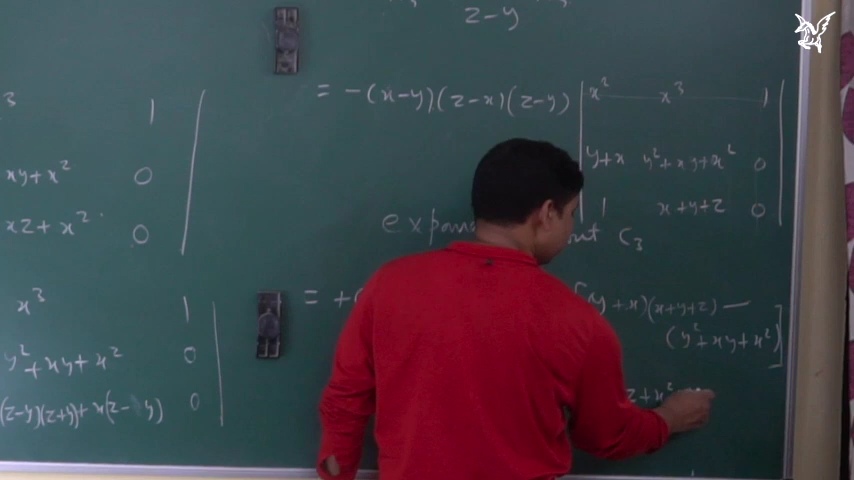 3 1
xy+x² 0
xz+x² 0
x³ 1
y²+xy+x² 0
(z-y)(z+y)+x(z-y) 0
z-y
= -(x-y)(z-x)(z-y) | x² x³ 1 |
y+x y²+xy+x² 0
1 x+y+z 0
C₃
= +
(y+x)(x+y+z) -
(y²+xy+x²)]
z+x²